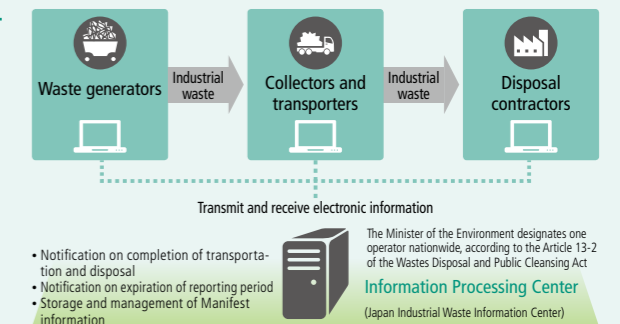 Waste generators
Industrial
waste
Collectors and
transporters
Industrial
waste
Disposal
contractors
Transmit and receive electronic information
• Notification on completion of transporta-
tion and disposal
• Notification on expiration of reporting period
• Storage and management of Manifest
information
The Minister of the Environment designates one
operator nationwide, according to the Article 13-2
of the Wastes Disposal and Public Cleansing Act
Information Processing Center
(Japan Industrial Waste Information Center)